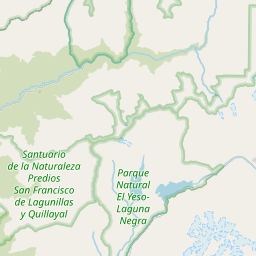 Santuario
de la Naturaleza
Predios
San Francisco
de Lagunillas
y Quillayal
Parque
Natural
El Yeso-
Laguna
Negra